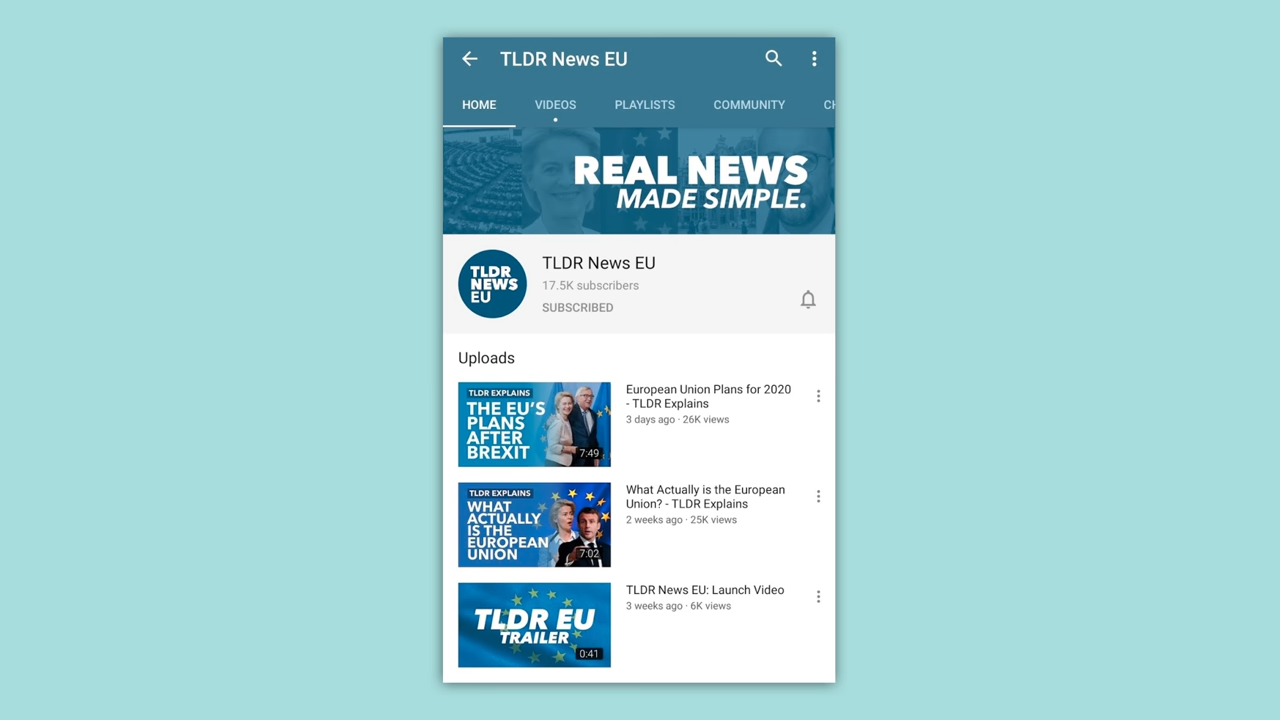 TLDR News EU
HOME VIDEOS PLAYLISTS COMMUNITY CH
REAL NEWS
MADE SIMPLE.
TLDR
NEWS
EU
TLDR News EU
17.5K subscribers
SUBSCRIBED
Uploads
TLDR EXPLAINS
THE EU'S
PLANS
AFTER
BREXIT
7:49
European Union Plans for 2020
- TLDR Explains
3 days ago · 26K views
TLDR EXPLAINS
WHAT
ACTUALLY
IS THE
EUROPEAN
UNION
7:02
What Actually is the European
Union? - TLDR Explains
2 weeks ago · 25K views
TLDR EU
TRAILER
0:41
TLDR News EU: Launch Video
3 weeks ago · 6K views